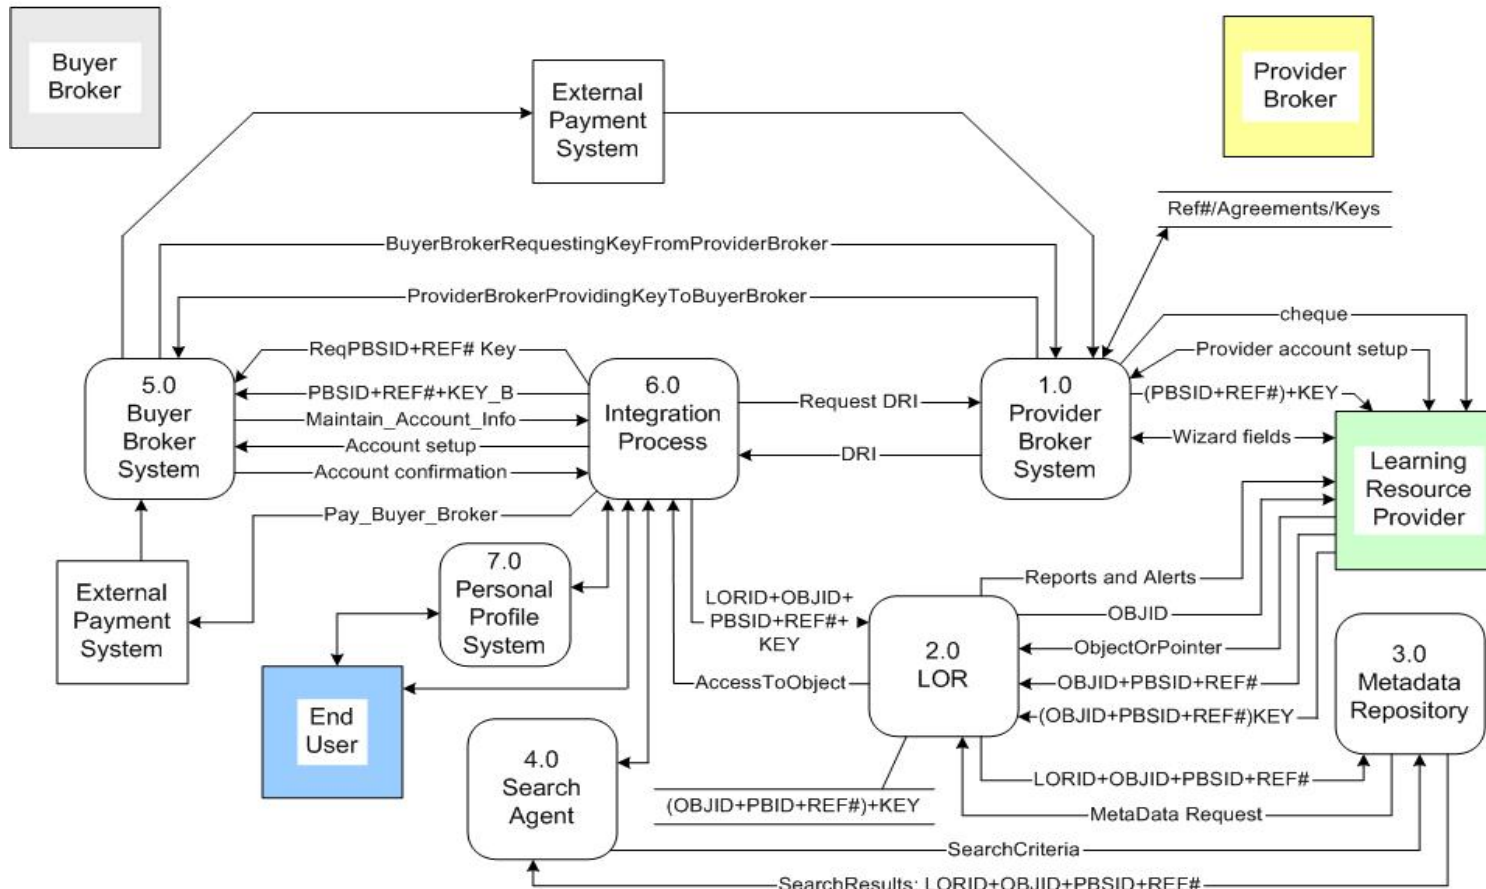 Buyer
Broker
External
Payment
System
Provider
Broker
Ref#/Agreements/Keys
BuyerBrokerRequestingKeyFromProviderBroker
ProviderBrokerProvidingKeyToBuyerBroker
cheque
ReqPBSID+REF# Key
Provider account setup
5.0
Buyer
Broker
System
PBSID+REF#+KEY_B
Maintain_Account_Info
Account setup
Account confirmation
6.0
Integration
Process
Request DRI
DRI
1.0
Provider
Broker
System
(PBSID+REF#)+KEY
Wizard fields
Learning
Resource
Provider
Pay_Buyer_Broker
External
Payment
System
7.0
Personal
Profile
System
LORID+OBJID+
PBSID+REF#+
KEY
AccessToObject
2.0
LOR
Reports and Alerts
OBJID
ObjectOrPointer
OBJID+PBSID+REF#
(OBJID+PBSID+REF#)KEY
3.0
Metadata
Repository
End
User
4.0
Search
Agent
(OBJID+PBID+REF#)+KEY
LORID+OBJID+PBSID+REF#
MetaData Request
SearchCriteria
SearchResults: LORID+OBJID+PBSID+REF#